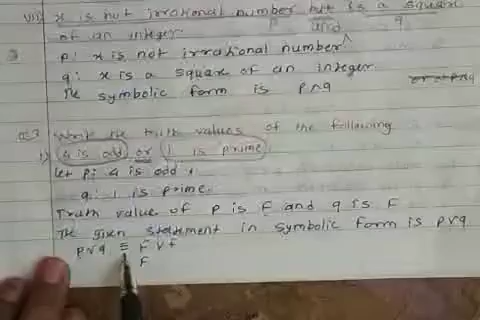 vii) x is not irrational number but is a square
of an integer. p and q
p: x is not irrational number
q: x is a square of an integer.
The symbolic form is p∧q
Q.3 Write the truth values of the following
i) 4 is odd or 1 is prime
Let p: 4 is odd
q: 1 is prime.
Truth value of p is F and q is F
The given statement in symbolic form is p∨q
p∨q ≡ F∨F
F